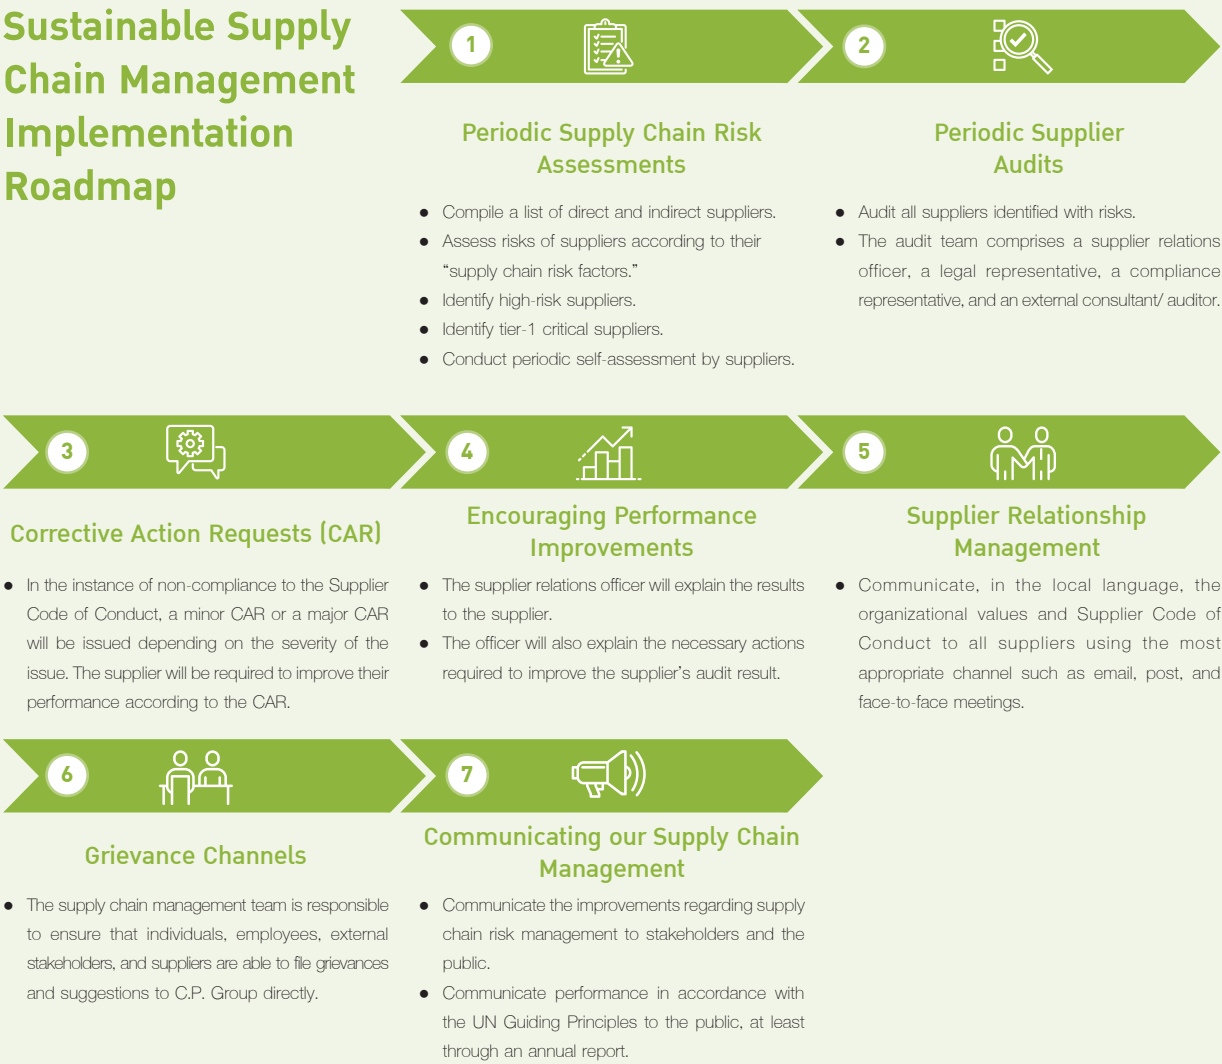 Sustainable Supply
Chain Management
Implementation
Roadmap
1
Periodic Supply Chain Risk
Assessments
● Compile a list of direct and indirect suppliers.
● Assess risks of suppliers according to their
“supply chain risk factors.”
● Identify high-risk suppliers.
● Identify tier-1 critical suppliers.
● Conduct periodic self-assessment by suppliers.
2
Periodic Supplier
Audits
● Audit all suppliers identified with risks.
● The audit team comprises a supplier relations
officer, a legal representative, a compliance
representative, and an external consultant/ auditor.
3
Corrective Action Requests (CAR)
● In the instance of non-compliance to the Supplier
Code of Conduct, a minor CAR or a major CAR
will be issued depending on the severity of the
issue. The supplier will be required to improve their
performance according to the CAR.
4
Encouraging Performance
Improvements
● The supplier relations officer will explain the results
to the supplier.
● The officer will also explain the necessary actions
required to improve the supplier’s audit result.
5
Supplier Relationship
Management
● Communicate, in the local language, the
organizational values and Supplier Code of
Conduct to all suppliers using the most
appropriate channel such as email, post, and
face-to-face meetings.
6
Grievance Channels
● The supply chain management team is responsible
to ensure that individuals, employees, external
stakeholders, and suppliers are able to file grievances
and suggestions to C.P. Group directly.
7
Communicating our Supply Chain
Management
● Communicate the improvements regarding supply
chain risk management to stakeholders and the
public.
● Communicate performance in accordance with
the UN Guiding Principles to the public, at least
through an annual report.